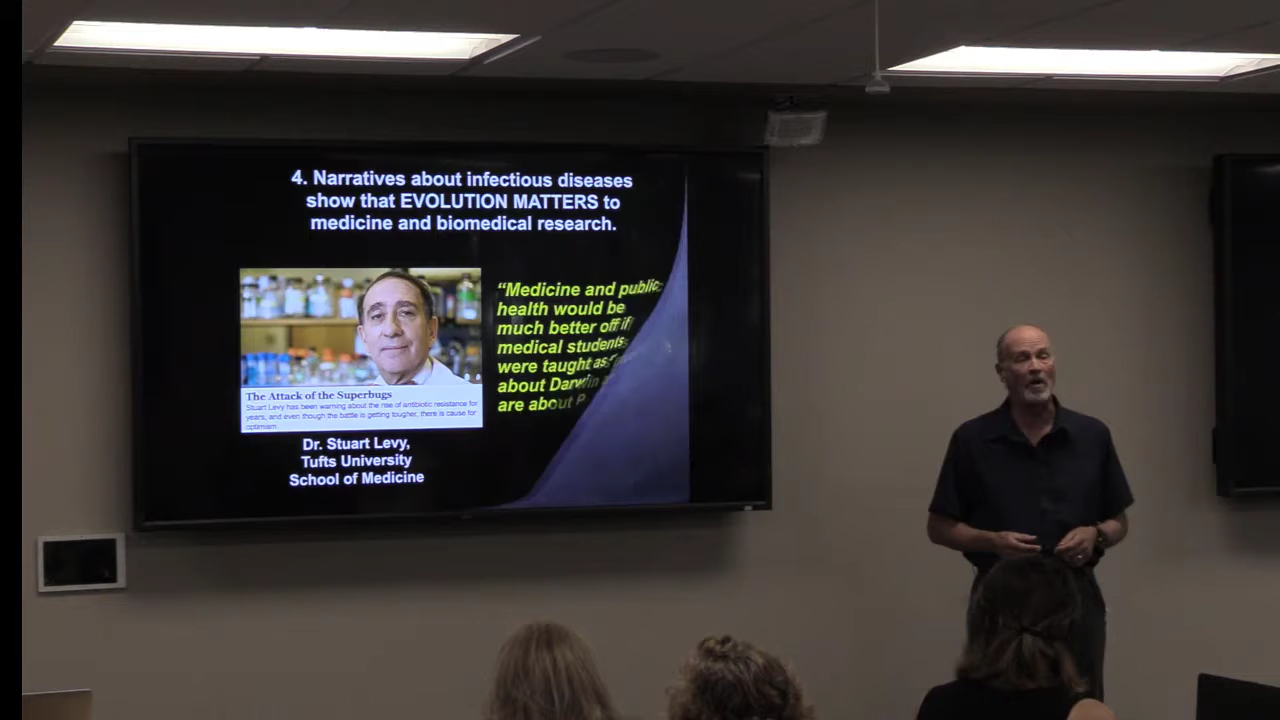 4. Narratives about infectious diseases
show that EVOLUTION MATTERS to
medicine and biomedical research.
“Medicine and public
health would be
much better off if
medical students
were taught as
about Darwin
are about
The Attack of the Superbugs
Stuart Levy has been warning about the rise of antibiotic resistance for
years, and even though the battle is getting tougher, there is cause for
optimism
Dr. Stuart Levy,
Tufts University
School of Medicine